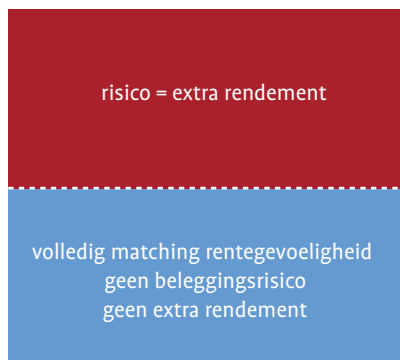 risico = extra rendement
volledig matching rentegevoeligheid
geen beleggingsrisico
geen extra rendement